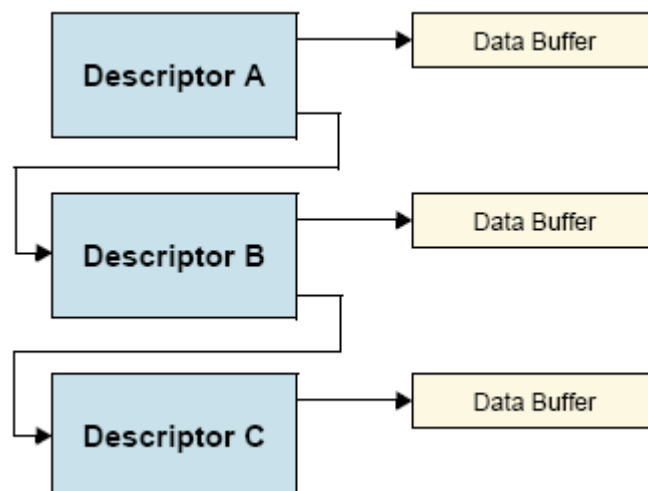 Descriptor A
Data Buffer
Descriptor B
Data Buffer
Descriptor C
Data Buffer